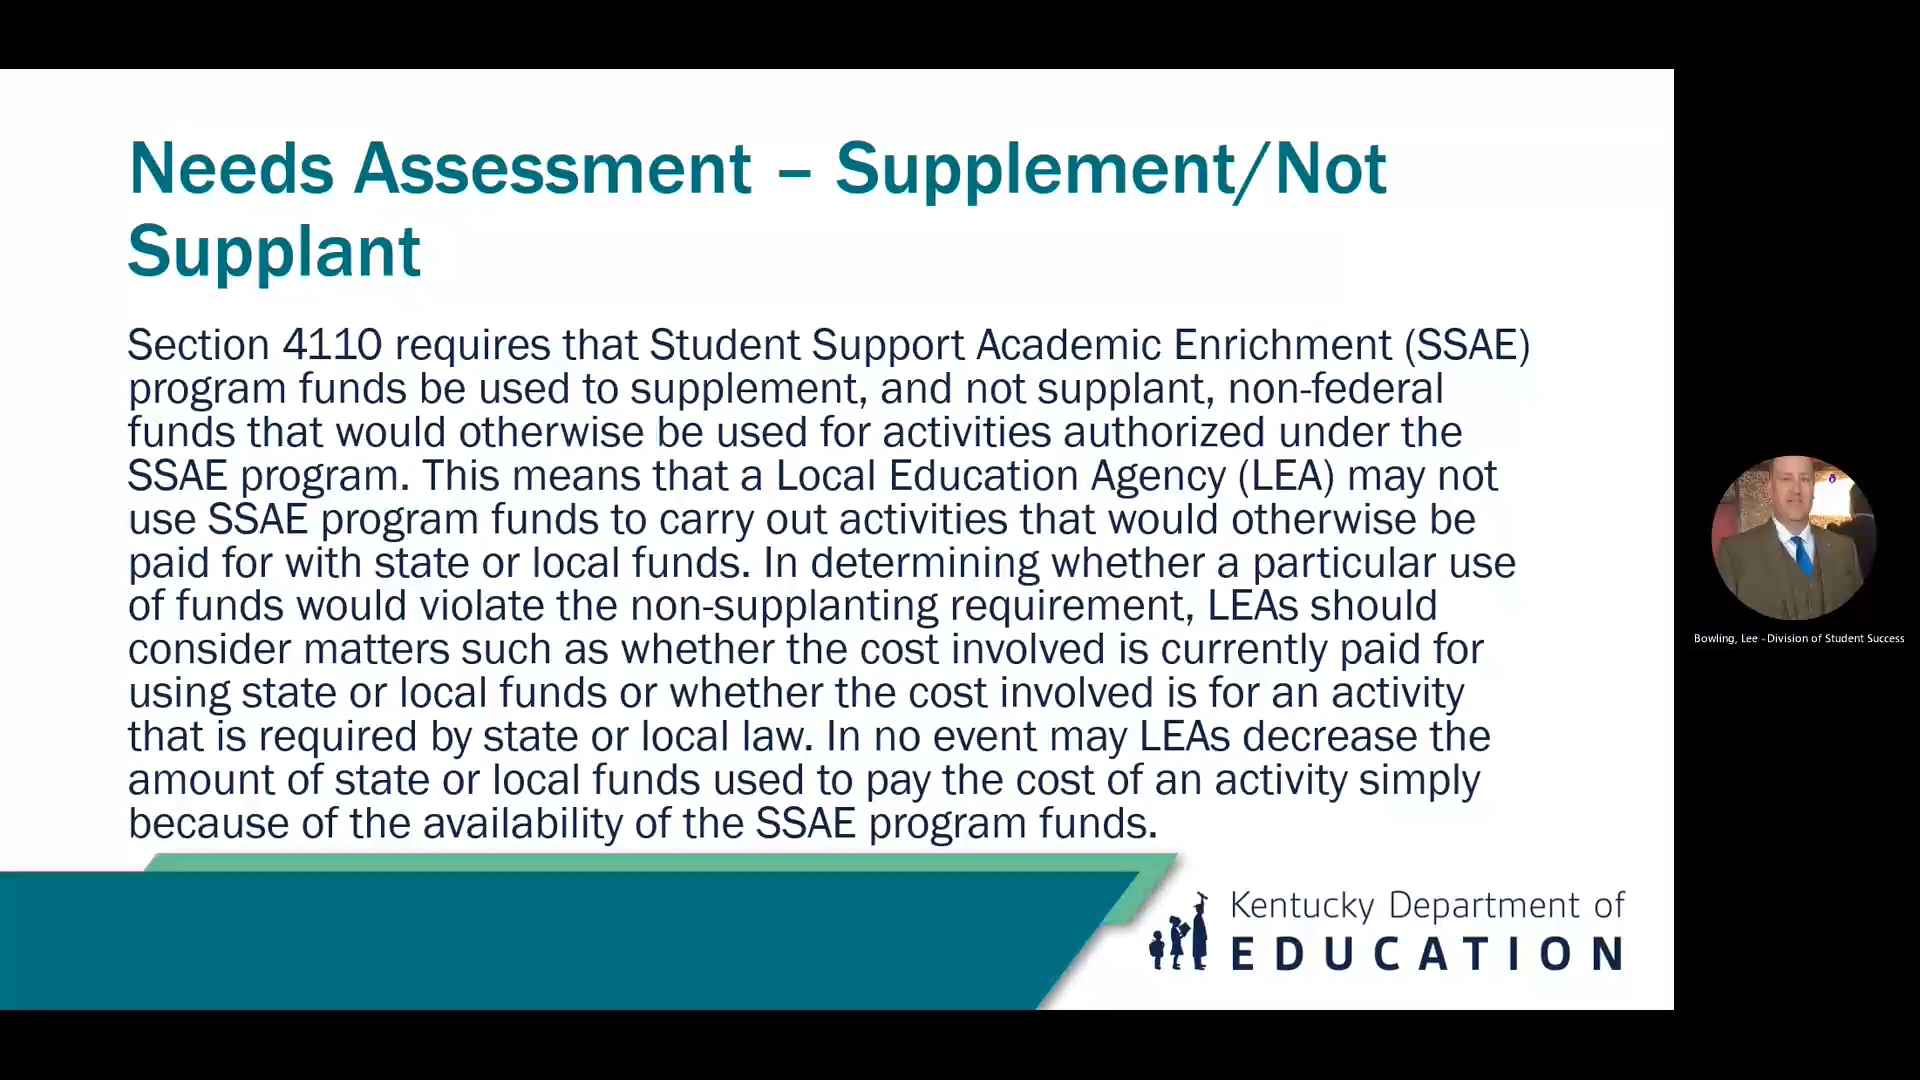 Needs Assessment – Supplement/Not
Supplant
Section 4110 requires that Student Support Academic Enrichment (SSAE)
program funds be used to supplement, and not supplant, non-federal
funds that would otherwise be used for activities authorized under the
SSAE program. This means that a Local Education Agency (LEA) may not
use SSAE program funds to carry out activities that would otherwise be
paid for with state or local funds. In determining whether a particular use
of funds would violate the non-supplanting requirement, LEAs should
consider matters such as whether the cost involved is currently paid for
using state or local funds or whether the cost involved is for an activity
that is required by state or local law. In no event may LEAs decrease the
amount of state or local funds used to pay the cost of an activity simply
because of the availability of the SSAE program funds.
Kentucky Department of
EDUCATION
Bowling, Lee - Division of Student Success